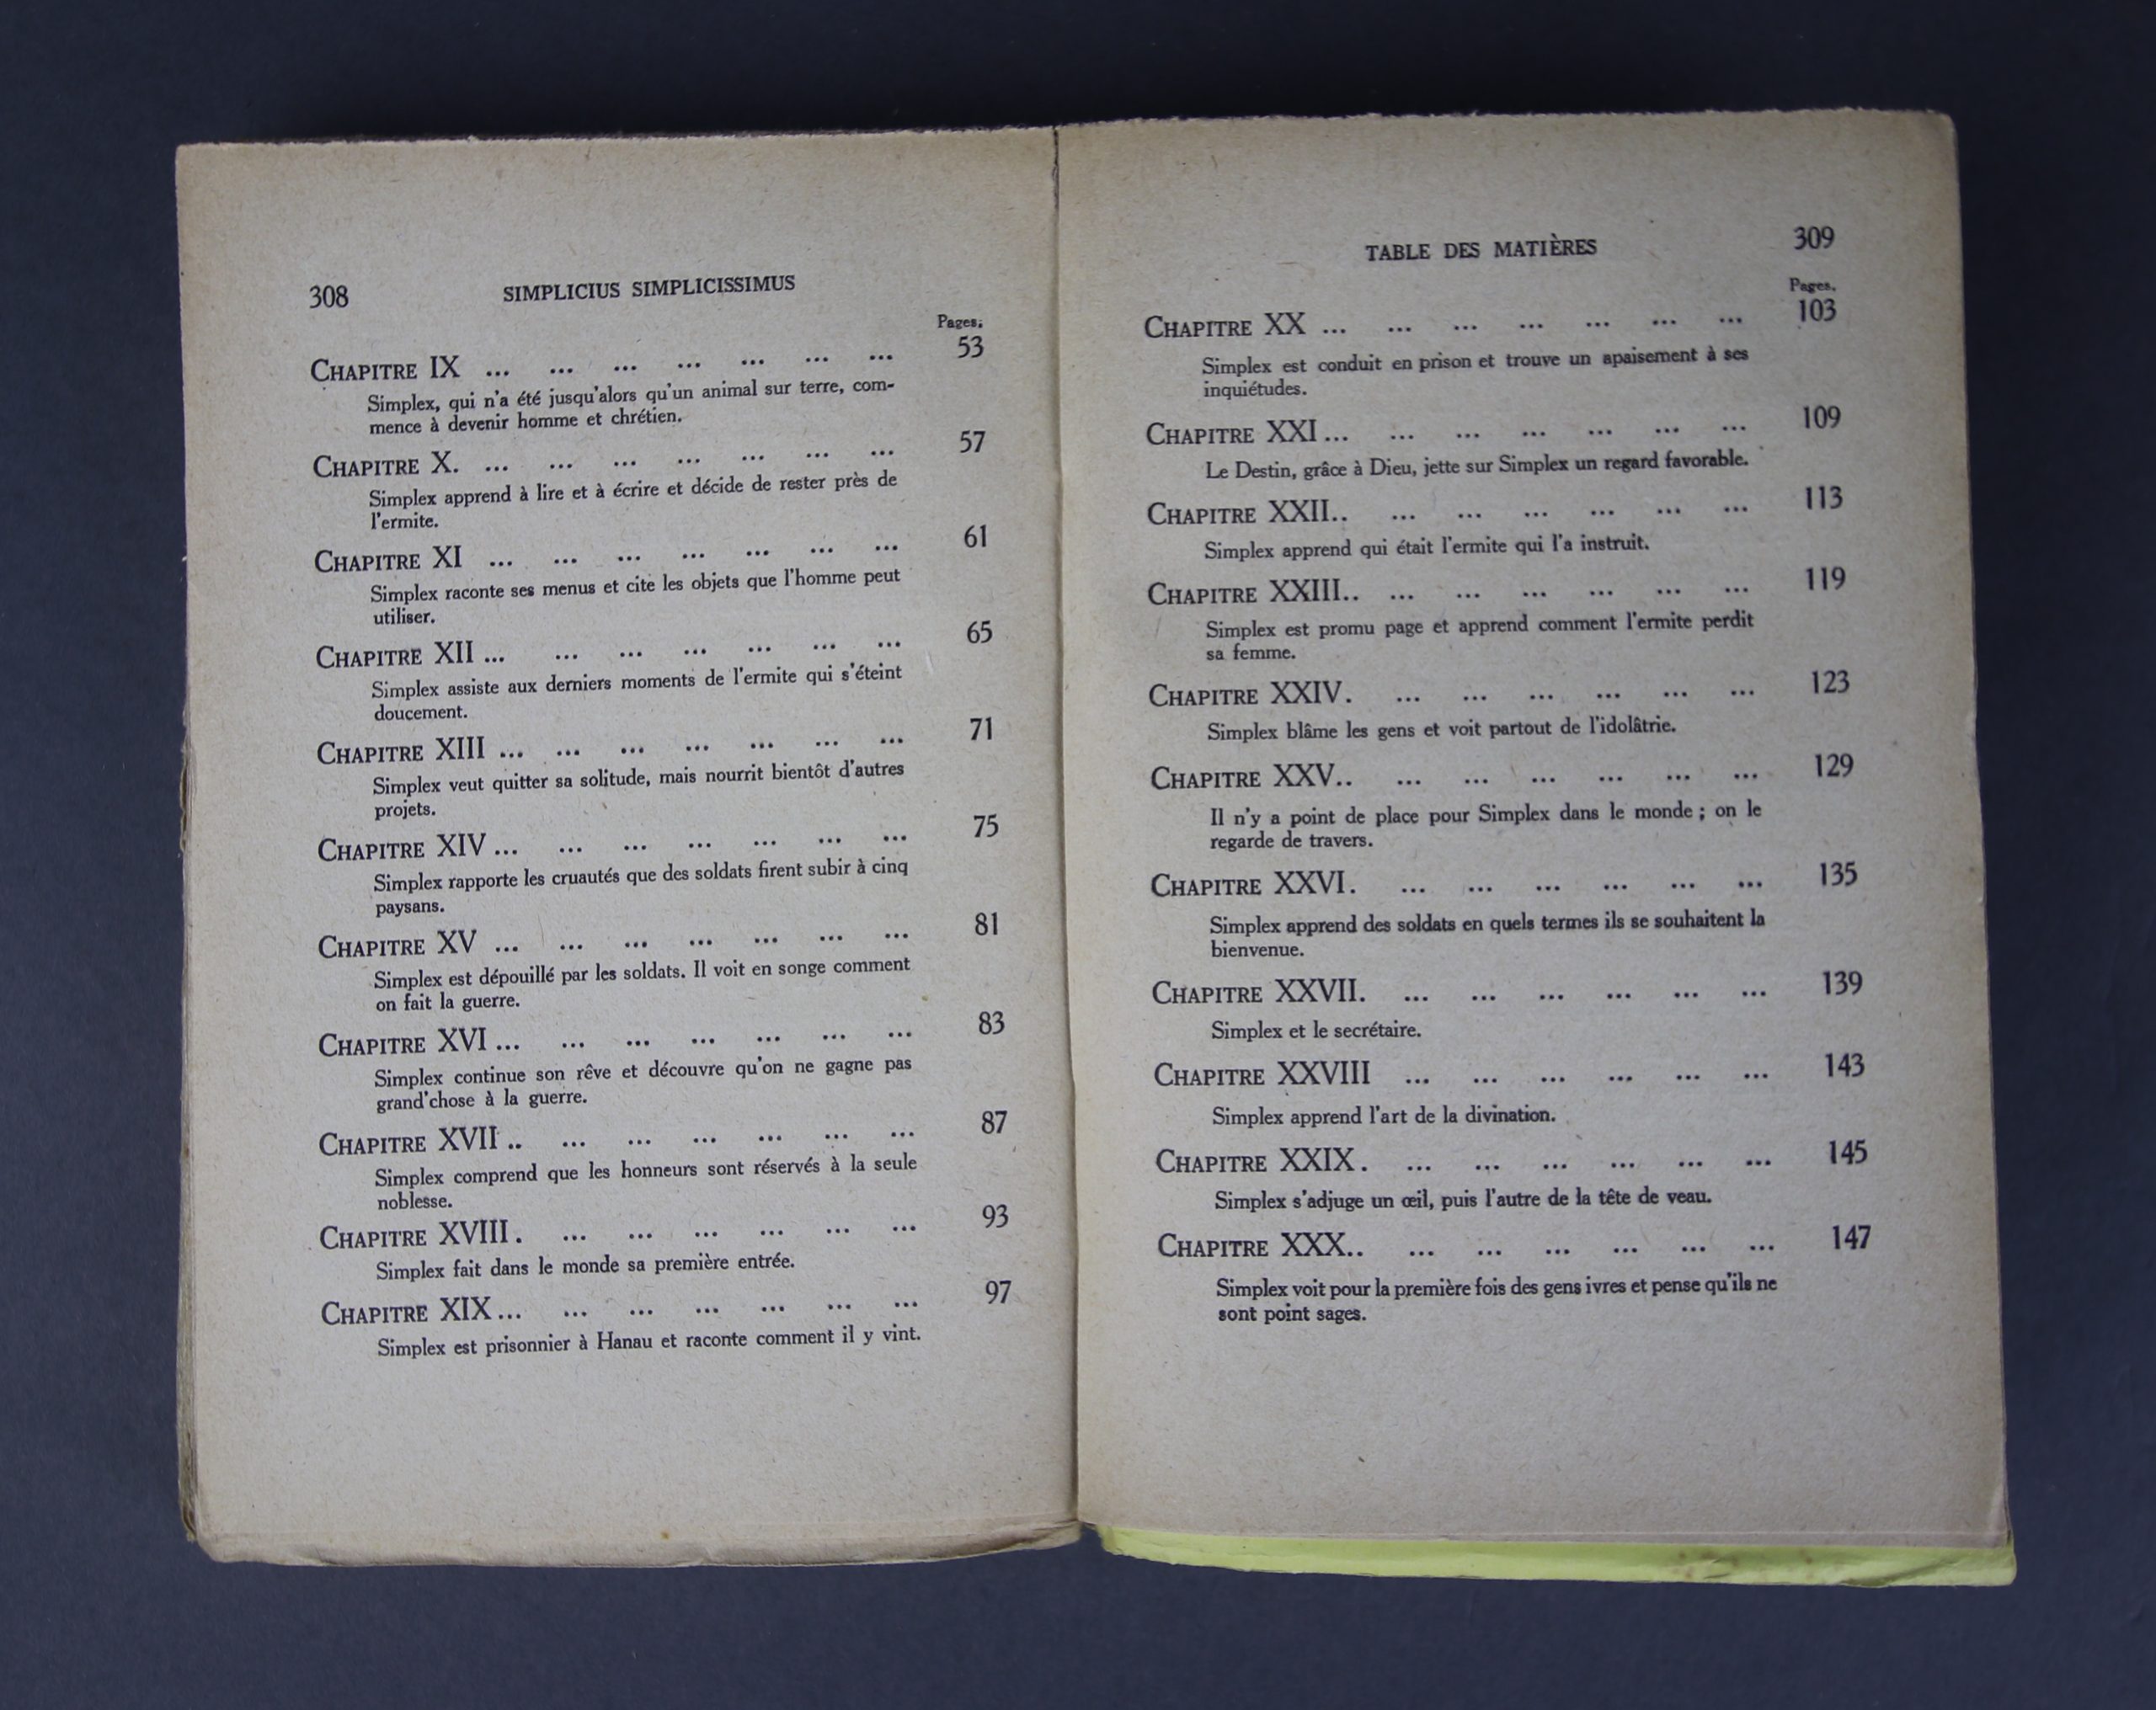 308 SIMPLICIUS SIMPLICISSIMUS
Pages.
CHAPITRE IX ... ... ... ... ... ... ... 53
Simplex, qui n'a été jusqu'alors qu'un animal sur terre, com-
mence à devenir homme et chrétien.
CHAPITRE X. ... ... ... ... ... ... ... 57
Simplex apprend à lire et à écrire et décide de rester près de
l'ermite.
CHAPITRE XI ... ... ... ... ... ... ... 61
Simplex raconte ses menus et cite les objets que l'homme peut
utiliser.
CHAPITRE XII ... ... ... ... ... ... ... 65
Simplex assiste aux derniers moments de l'ermite qui s'éteint
doucement.
CHAPITRE XIII ... ... ... ... ... ... ... 71
Simplex veut quitter sa solitude, mais nourrit bientôt d'autres
projets.
CHAPITRE XIV ... ... ... ... ... ... ... 75
Simplex rapporte les cruautés que des soldats firent subir à cinq
paysans.
CHAPITRE XV ... ... ... ... ... ... ... 81
Simplex est dépouillé par les soldats. Il voit en songe comment
on fait la guerre.
CHAPITRE XVI ... ... ... ... ... ... ... 83
Simplex continue son rêve et découvre qu'on ne gagne pas
grand'chose à la guerre.
CHAPITRE XVII .. ... ... ... ... ... ... 87
Simplex comprend que les honneurs sont réservés à la seule
noblesse.
CHAPITRE XVIII. ... ... ... ... ... ... 93
Simplex fait dans le monde sa première entrée.
CHAPITRE XIX ... ... ... ... ... ... ... 97
Simplex est prisonnier à Hanau et raconte comment il y vint.
TABLE DES MATIÈRES 309
Pages.
CHAPITRE XX ... ... ... ... ... ... ... 103
Simplex est conduit en prison et trouve un apaisement à ses
inquiétudes.
CHAPITRE XXI ... ... ... ... ... ... ... 109
Le Destin, grâce à Dieu, jette sur Simplex un regard favorable.
CHAPITRE XXII.. ... ... ... ... ... ... 113
Simplex apprend qui était l'ermite qui l'a instruit.
CHAPITRE XXIII.. ... ... ... ... ... ... 119
Simplex est promu page et apprend comment l'ermite perdit
sa femme.
CHAPITRE XXIV. ... ... ... ... ... ... 123
Simplex blâme les gens et voit partout de l'idolâtrie.
CHAPITRE XXV.. ... ... ... ... ... ... 129
Il n'y a point de place pour Simplex dans le monde ; on le
regarde de travers.
CHAPITRE XXVI. ... ... ... ... ... ... 135
Simplex apprend des soldats en quels termes ils se souhaitent la
bienvenue.
CHAPITRE XXVII. ... ... ... ... ... ... 139
Simplex et le secrétaire.
CHAPITRE XXVIII ... ... ... ... ... ... 143
Simplex apprend l'art de la divination.
CHAPITRE XXIX. ... ... ... ... ... ... 145
Simplex s'adjuge un œil, puis l'autre de la tête de veau.
CHAPITRE XXX.. ... ... ... ... ... ... 147
Simplex voit pour la première fois des gens ivres et pense qu'ils ne
sont point sages.